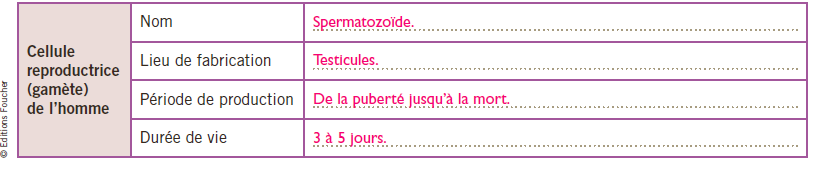 Cellule
reproductrice
(gamète)
de l'homme
Nom
Spermatozoïde.
Lieu de fabrication
Testicules.
Période de production
De la puberté jusqu'à la mort.
Durée de vie
3 à 5 jours.
© Editions Foucher